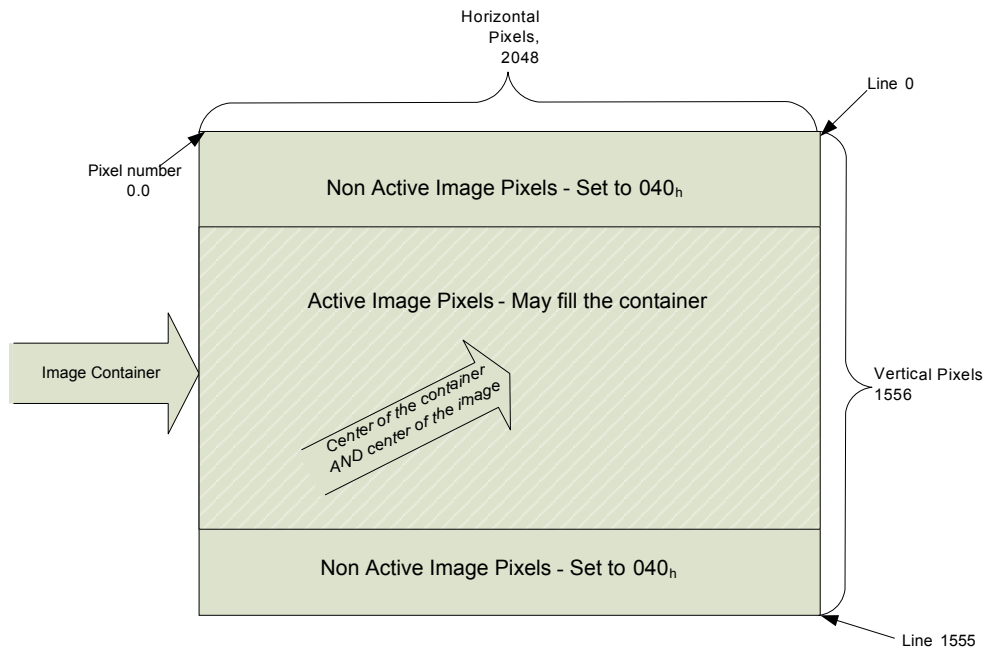 Horizontal
Pixels,
2048
Line 0
Pixel number
0.0
Non Active Image Pixels - Set to 040h
Active Image Pixels - May fill the container
Image Container
Center of the container
AND center of the image
Vertical Pixels
1556
Non Active Image Pixels - Set to 040h
Line 1555